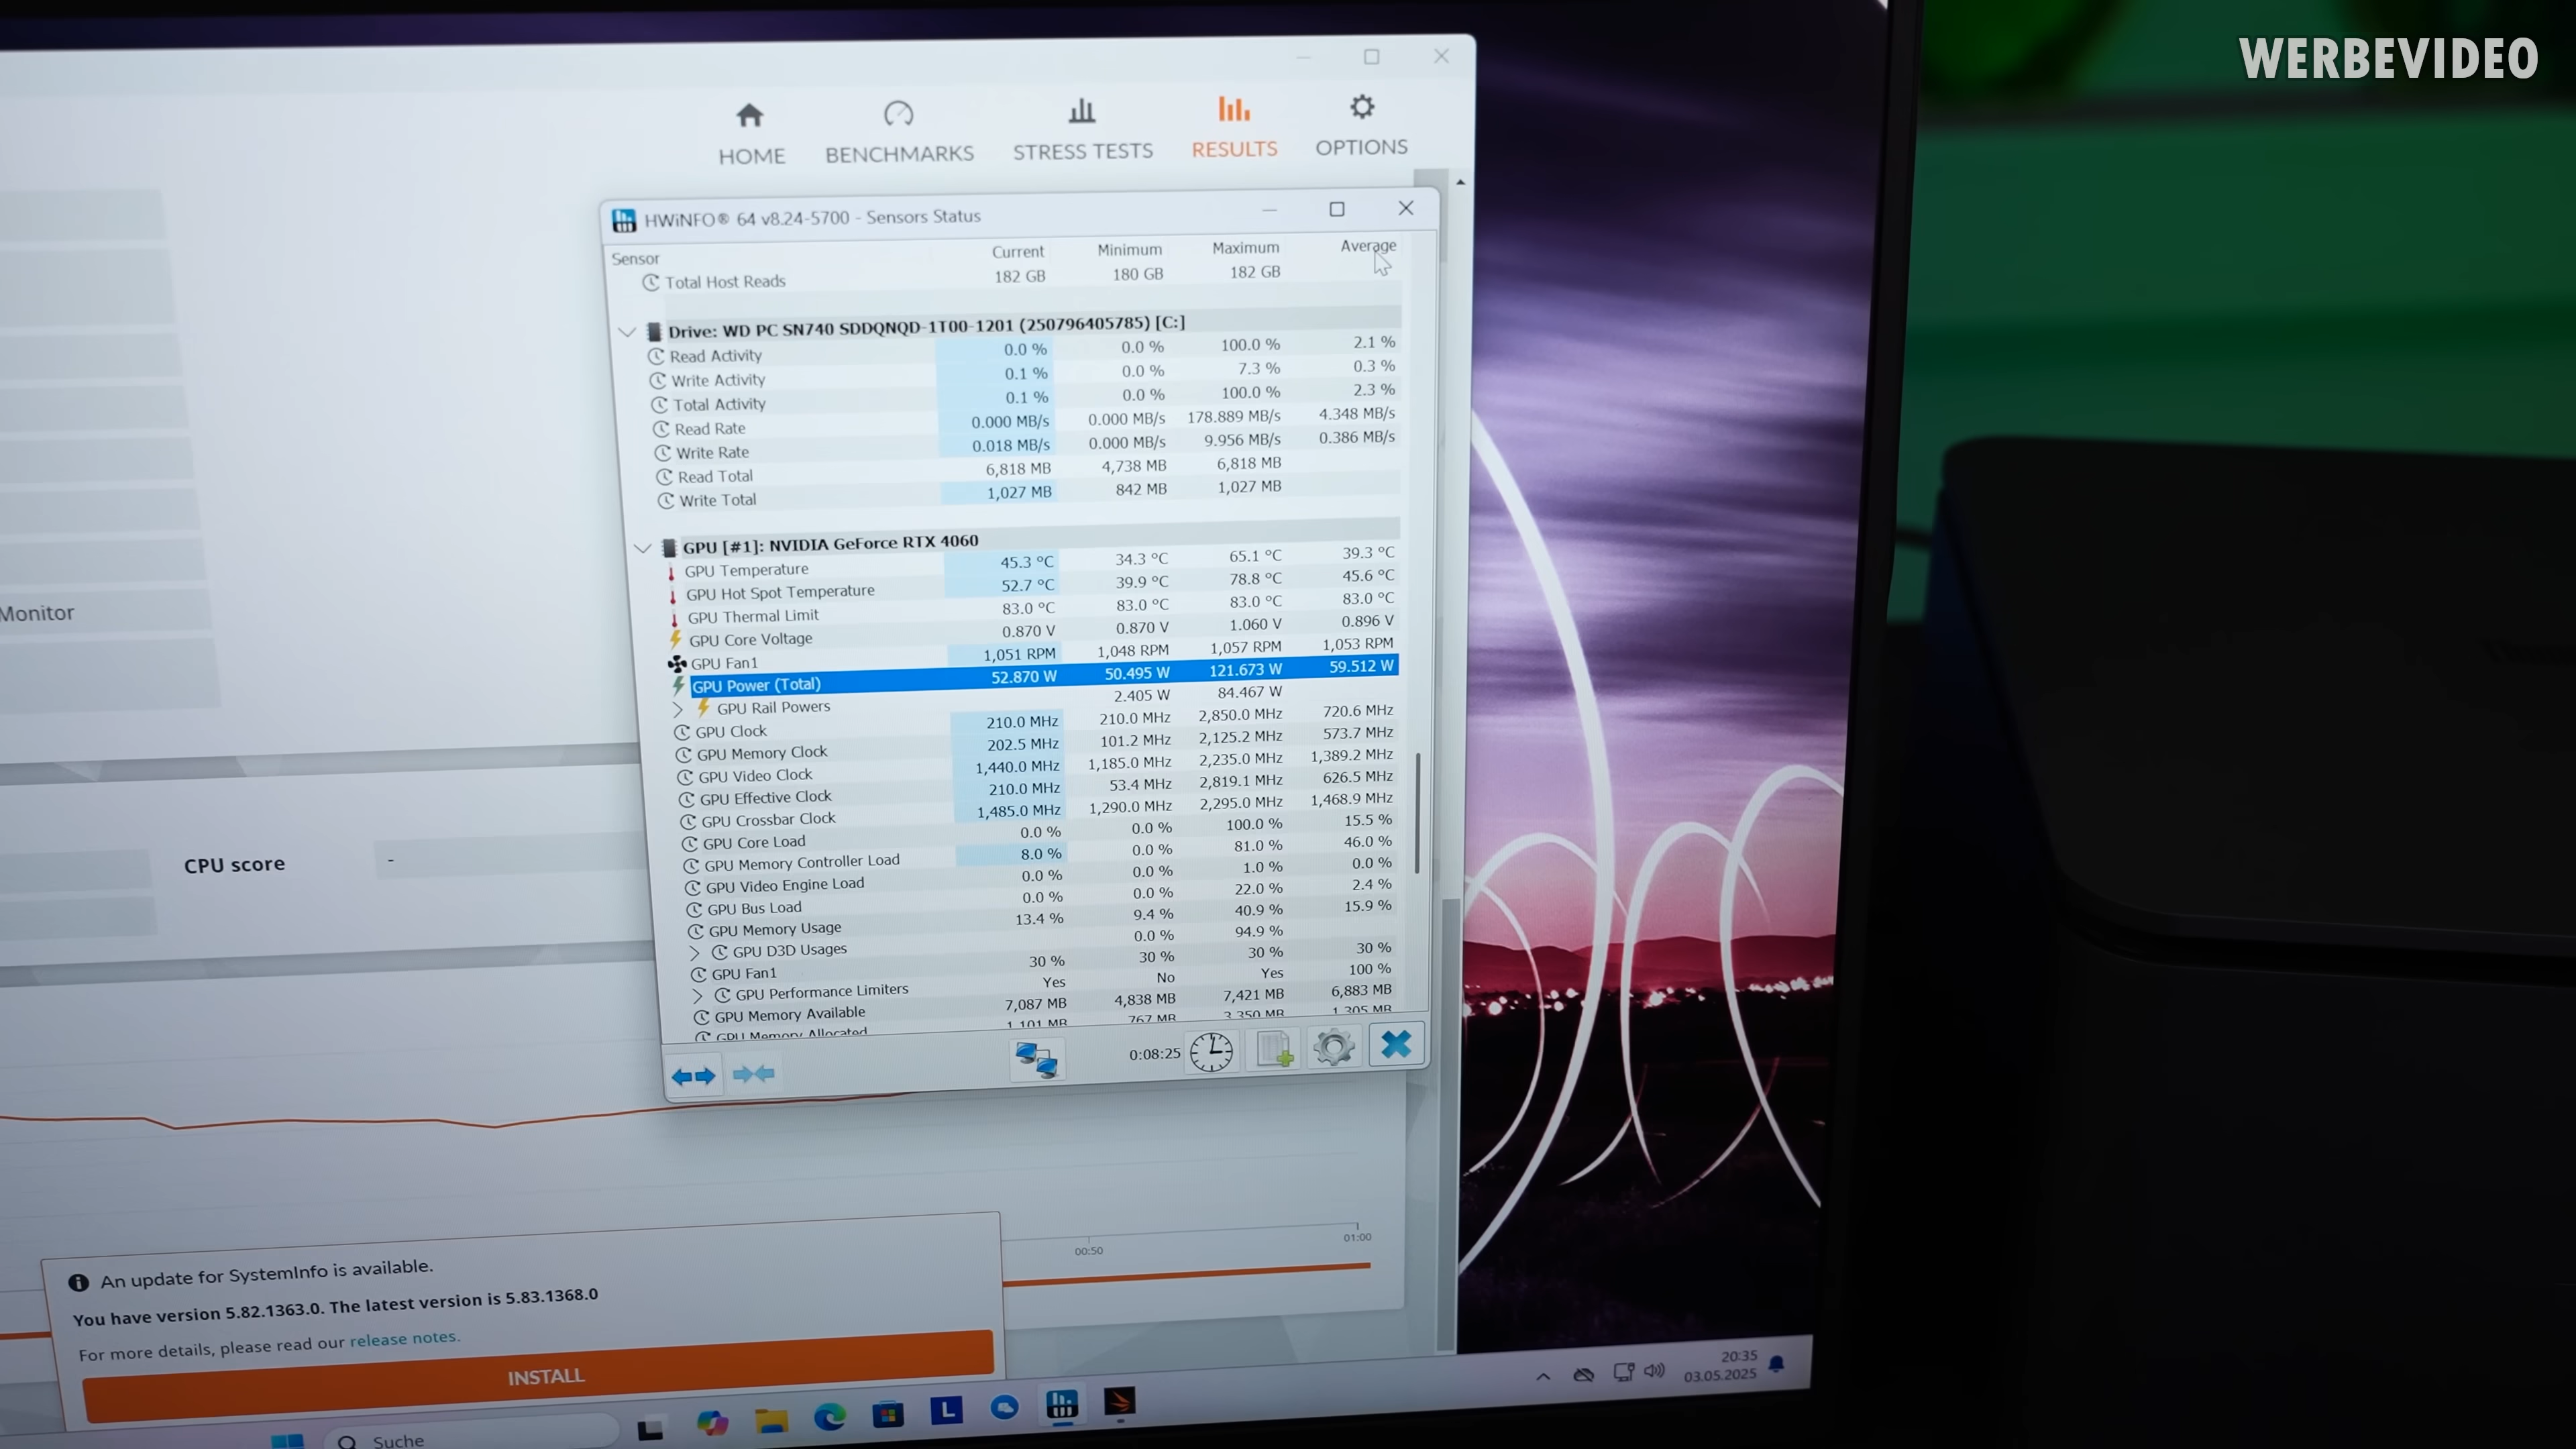 WERBEVIDEO
HOME BENCHMARKS STRESS TESTS RESULTS OPTIONS
HWiNFO® 64 v8.24-5700 - Sensors Status
Sensor Current Minimum Maximum Average
Total Host Reads 182 GB 180 GB 182 GB
Drive: WD PC SN740 SDDQNQD-1T00-1201 (250796405785) [C:]
Read Activity 0.0 % 0.0 % 100.0 % 2.1 %
Write Activity 0.1 % 0.0 % 7.3 % 0.3 %
Total Activity 0.1 % 0.0 % 100.0 % 2.3 %
Read Rate 0.000 MB/s 0.000 MB/s 178.889 MB/s 4.348 MB/s
Write Rate 0.018 MB/s 0.000 MB/s 9.956 MB/s 0.386 MB/s
Read Total 6,818 MB 4,738 MB 6,818 MB
Write Total 1,027 MB 842 MB 1,027 MB
GPU [#1]: NVIDIA GeForce RTX 4060
GPU Temperature 45.3 °C 34.3 °C 65.1 °C 39.3 °C
GPU Hot Spot Temperature 52.7 °C 39.9 °C 78.8 °C 45.6 °C
GPU Thermal Limit 83.0 °C 83.0 °C 83.0 °C 83.0 °C
GPU Core Voltage 0.870 V 0.870 V 1.060 V 0.896 V
GPU Fan1 1,051 RPM 1,048 RPM 1,057 RPM 1,053 RPM
GPU Power (Total) 52.870 W 50.495 W 121.673 W 59.512 W
GPU Rail Powers 2.405 W 84.467 W
GPU Clock 210.0 MHz 210.0 MHz 2,850.0 MHz 720.6 MHz
GPU Memory Clock 202.5 MHz 101.2 MHz 2,125.2 MHz 573.7 MHz
GPU Video Clock 1,440.0 MHz 1,185.0 MHz 2,235.0 MHz 1,389.2 MHz
GPU Effective Clock 210.0 MHz 53.4 MHz 2,819.1 MHz 626.5 MHz
GPU Crossbar Clock 1,485.0 MHz 1,290.0 MHz 2,295.0 MHz 1,468.9 MHz
GPU Core Load 0.0 % 0.0 % 100.0 % 15.5 %
GPU Memory Controller Load 8.0 % 0.0 % 81.0 % 46.0 %
GPU Video Engine Load 0.0 % 0.0 % 1.0 % 0.0 %
GPU Bus Load 0.0 % 0.0 % 22.0 % 2.4 %
GPU Memory Usage 13.4 % 9.4 % 40.9 % 15.9 %
GPU D3D Usages 0.0 % 94.9 %
GPU Fan1 30 % 30 % 30 % 30 %
GPU Performance Limiters Yes No Yes 100 %
GPU Memory Available 7,087 MB 4,838 MB 7,421 MB 6,883 MB
GPU Memory Allocated 1,101 MB 767 MB 3,350 MB 1,305 MB
0:08:25
Monitor
CPU score -
00:50 01:00
An update for SystemInfo is available.
You have version 5.82.1363.0. The latest version is 5.83.1368.0
For more details, please read our release notes.
INSTALL
Suche
L
20:35
03.05.2025